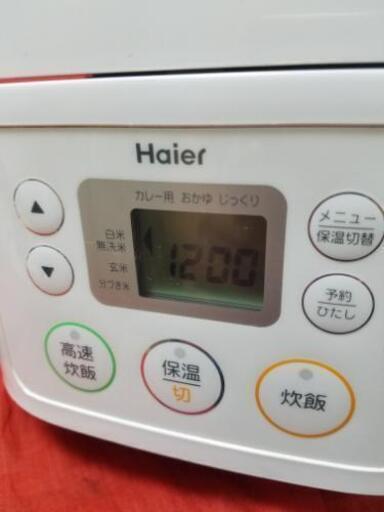 Haier
カレー用 おかゆ じっくり
白米
無洗米
玄米
分づき米
1200
▲
▼
メニュー
保温切替
予約
ひたし
高速
炊飯
保温
切
炊飯